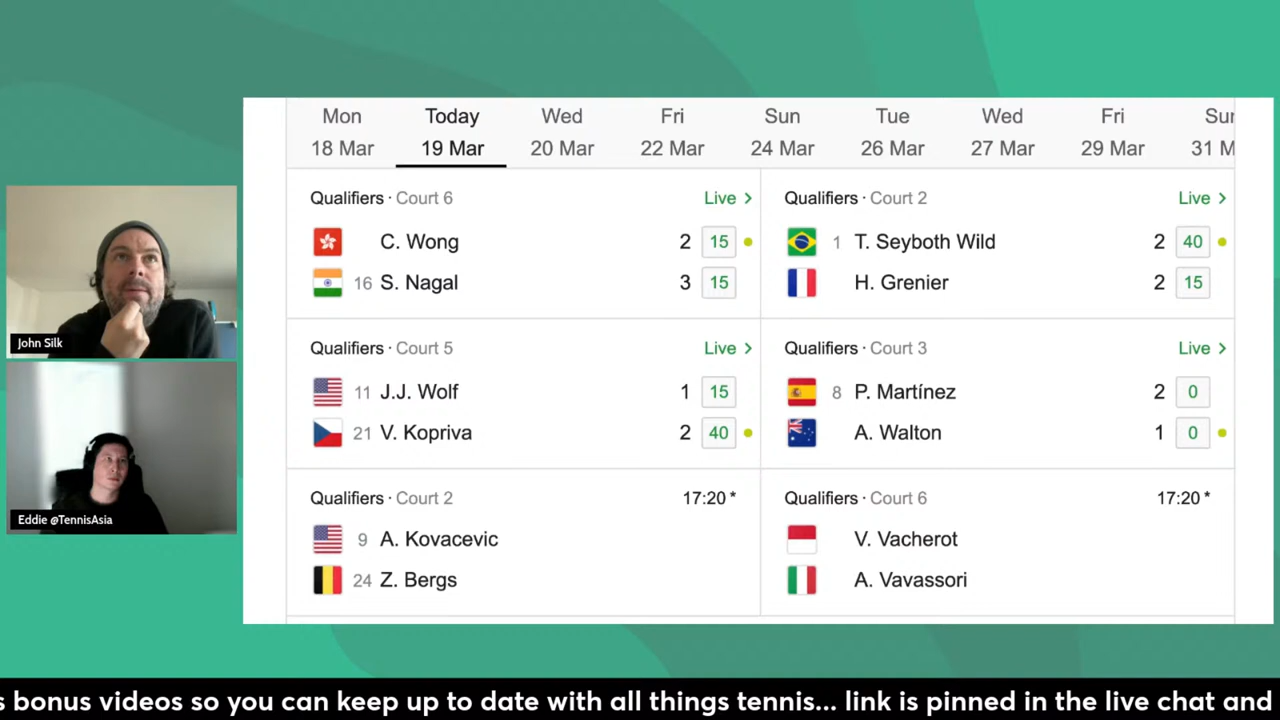 Mon Today Wed Fri Sun Tue Wed Fri Sun
18 Mar 19 Mar 20 Mar 22 Mar 24 Mar 26 Mar 27 Mar 29 Mar 31 M
Qualifiers · Court 6 Live >
C. Wong 2 15
16 S. Nagal 3 15
Qualifiers · Court 2 Live >
1 T. Seyboth Wild 2 40
H. Grenier 2 15
Qualifiers · Court 5 Live >
11 J.J. Wolf 1 15
21 V. Kopriva 2 40
Qualifiers · Court 3 Live >
8 P. Martínez 2 0
A. Walton 1 0
Qualifiers · Court 2 17:20 *
9 A. Kovacevic
24 Z. Bergs
Qualifiers · Court 6 17:20 *
V. Vacherot
A. Vavassori
John Silk
Eddie @TennisAsia
s bonus videos so you can keep up to date with all things tennis... link is pinned in the live chat and